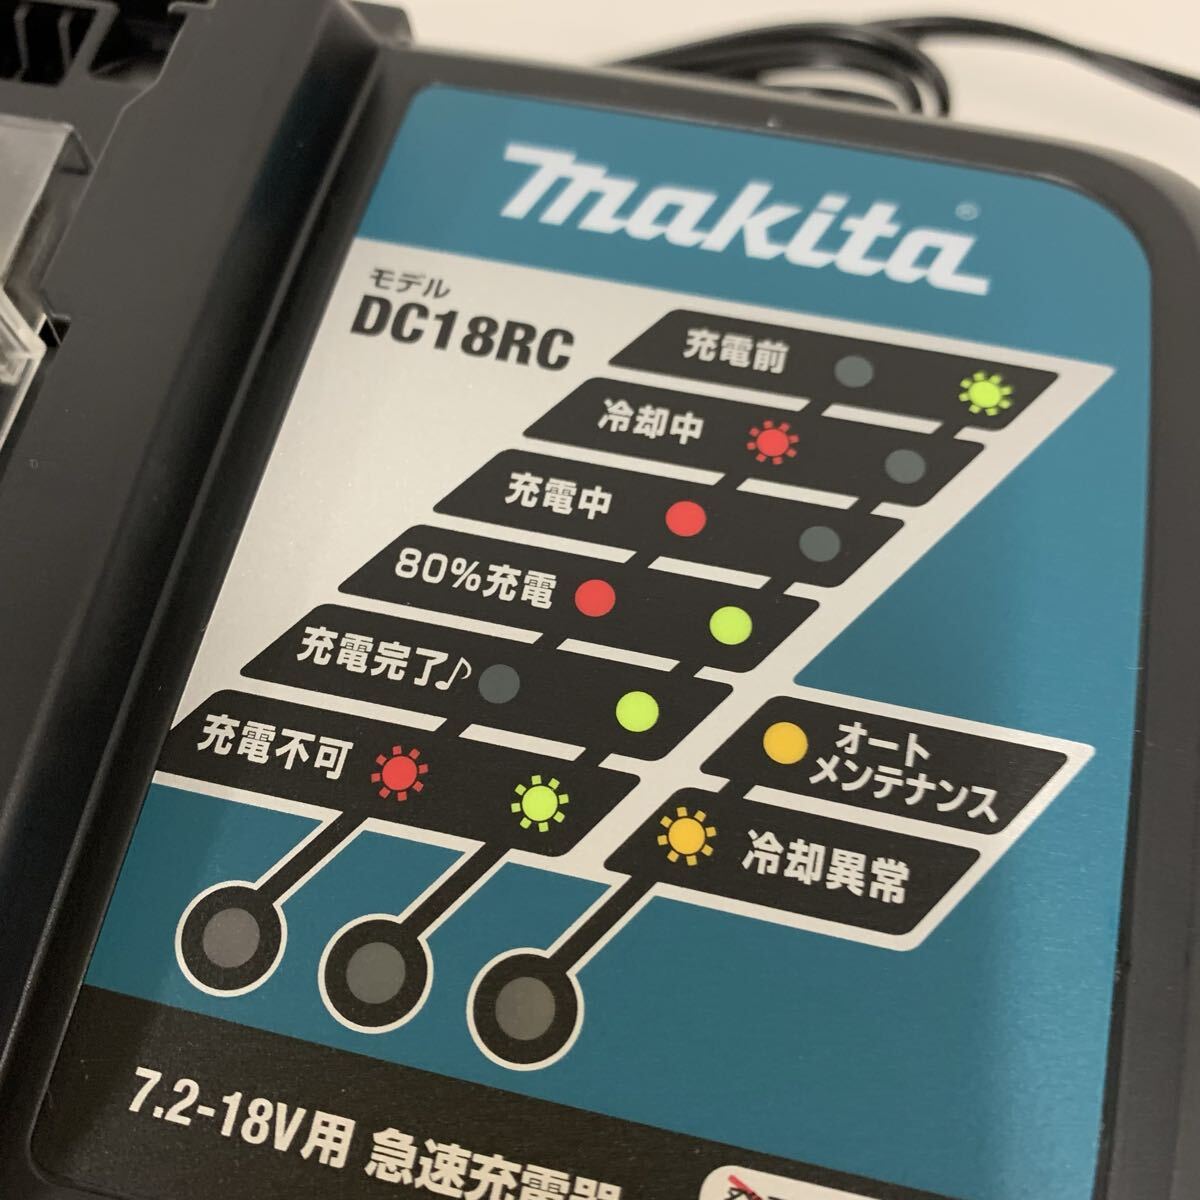 makita®
モデル
DC18RC
充電前
冷却中
充電中
80%充電
充電完了♪
充電不可
オート
メンテナンス
冷却異常
7.2-18V用 急速充電器